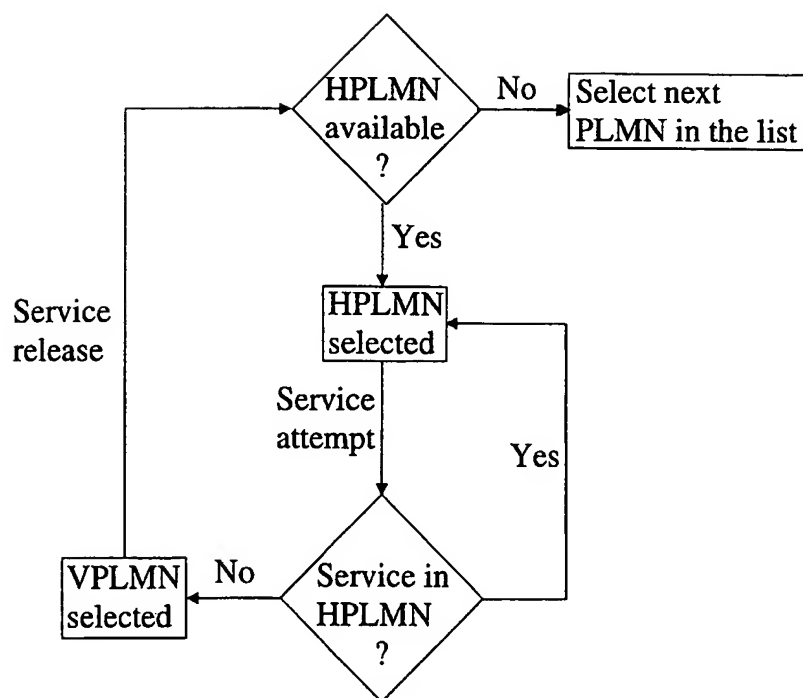 HPLMN
available
?
No
Select next
PLMN in the list
Yes
HPLMN
selected
Service
release
Service
attempt
Yes
Service in
HPLMN
?
No
VPLMN
selected